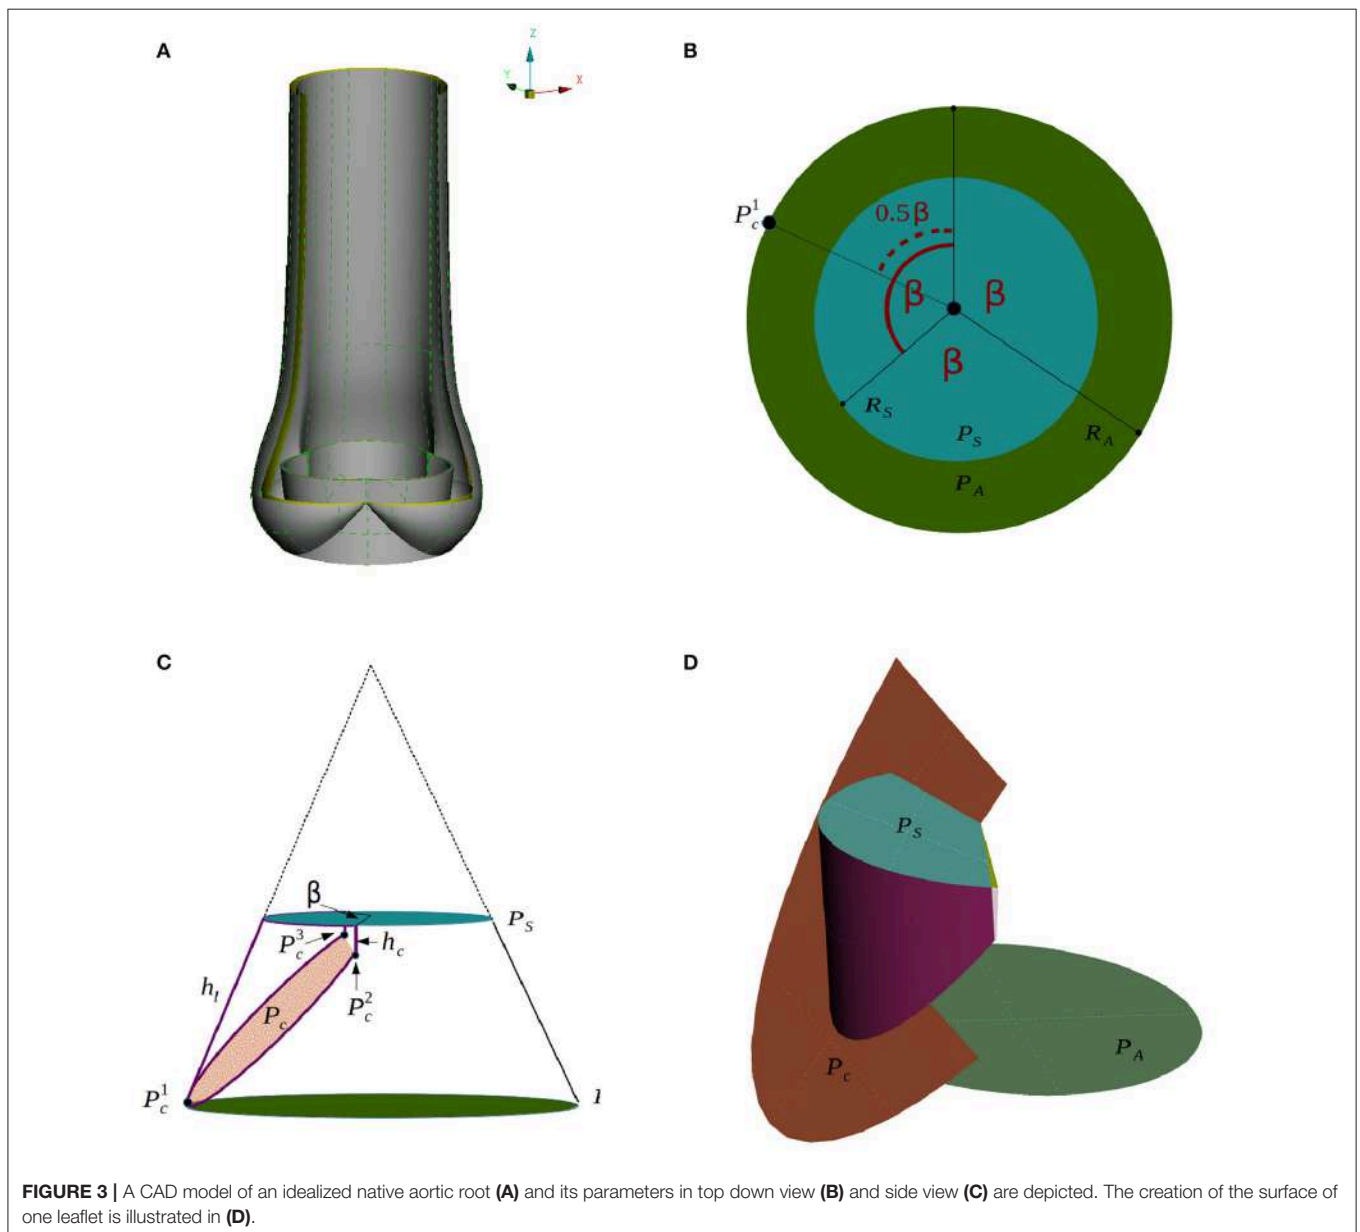 A
Z
Y
X
B
P_c^1
0.5β
β
β
β
R_S
P_S
R_A
P_A
C
β
P_S
P_c^3
h_c
h_l
P_c^2
P_c
P_c^1
D
P_S
P_A
P_c
FIGURE 3 | A CAD model of an idealized native aortic root (A) and its parameters in top down view (B) and side view (C) are depicted. The creation of the surface of
one leaflet is illustrated in (D).